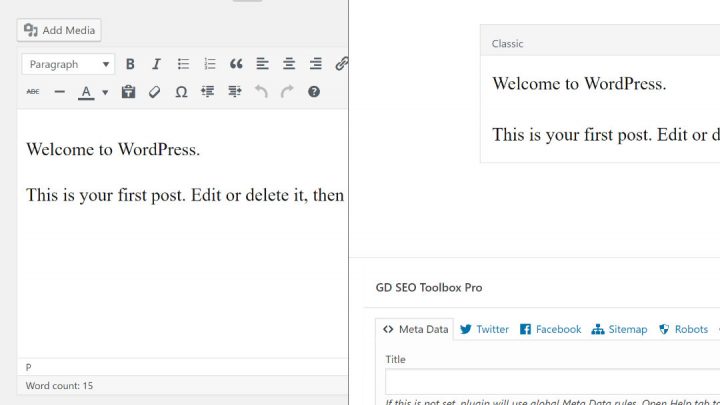 Add Media
Paragraph
B I
ABC A Ω
Welcome to WordPress.
This is your first post. Edit or delete it, then
P
Word count: 15
Classic
Welcome to WordPress.
This is your first post. Edit or d
GD SEO Toolbox Pro
Meta Data Twitter Facebook Sitemap Robots
Title
If this is not set, plugin will use global Meta Data rules. Open Help tab to